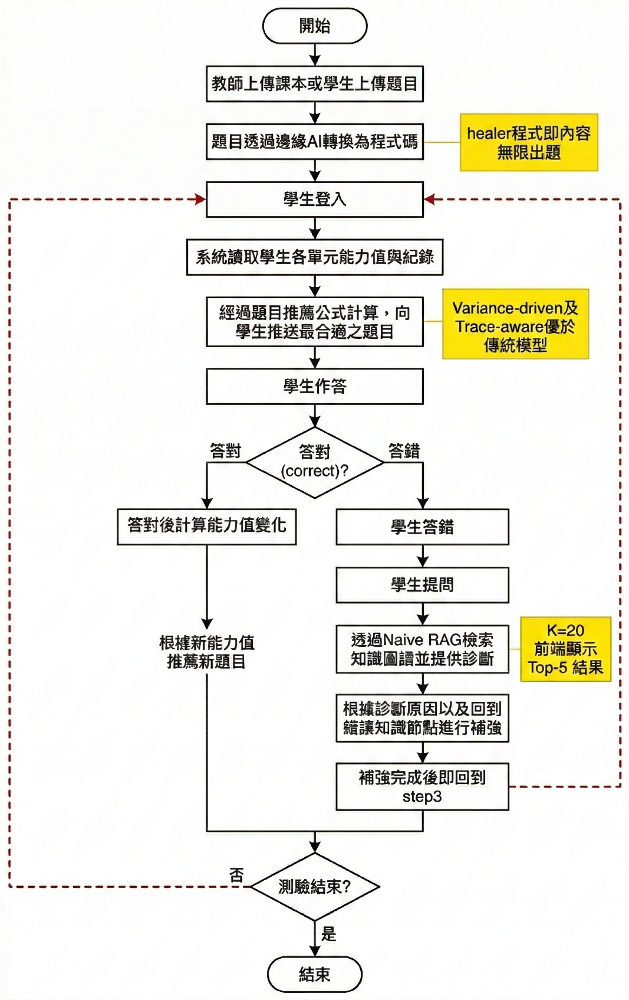 開始
教師上傳課本或學生上傳題目
題目透過邊緣AI轉換為程式碼
healer程式即內容
無限出題
學生登入
系統讀取學生各單元能力值與紀錄
經過題目推薦公式計算，向
學生推送最合適之題目
Variance-driven及
Trace-aware優於
傳統模型
學生作答
答對
答對
(correct)?
答錯
答對後計算能力值變化
學生答錯
學生提問
根據新能力值
推薦新題目
透過Naive RAG檢索
知識圖譜並提供診斷
K=20
前端顯示
Top-5 結果
根據診斷原因以及回到
讓知識節點進行補強
補強完成後即回到
step3
否
測驗結束?
是
結束